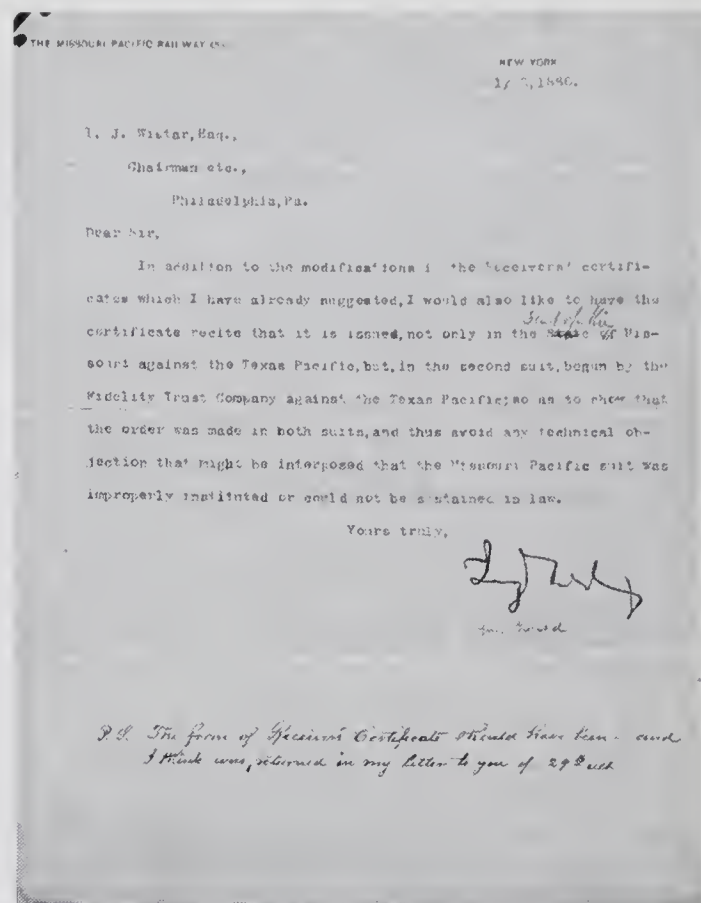 THE MISSOURI PACIFIC RAILWAY CO.
NEW YORK
1886.
I. J. Wistar, Esq.,
Chairman etc.,
Philadelphia, Pa.
Dear Sir,
In addition to the modifications in the Receivers' certifi-
cates which I have already suggested, I would also like to have the
certificate recite that it is issued, not only in the State of Mis-
souri against the Texas Pacific, but, in the second suit, begun by the
Fidelity Trust Company against the Texas Pacific; so as to show that
the order was made in both suits, and thus avoid any technical ob-
jection that might be interposed that the Missouri Pacific suit was
improperly instituted or could not be sustained in law.
Yours truly,
Jay Gould
P.S. The form of Receivers Certificate should have been - and
I think was, returned in my letter to you of 29th ult